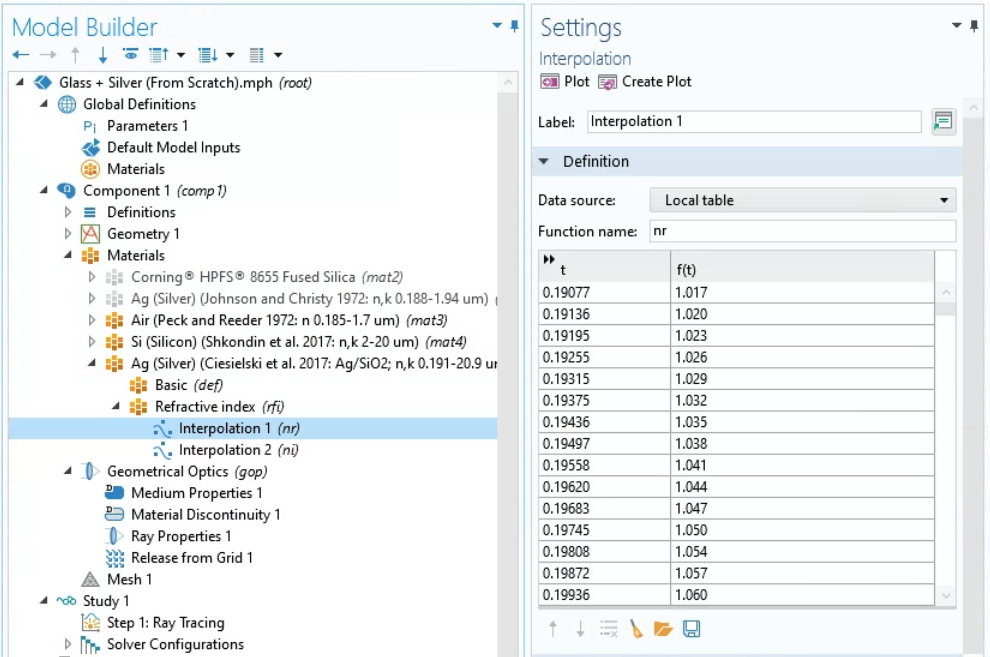 Model Builder
Glass + Silver (From Scratch).mph (root)
Global Definitions
Pi Parameters 1
Default Model Inputs
Materials
Component 1 (comp1)
Definitions
Geometry 1
Materials
Corning® HPFS® 8655 Fused Silica (mat2)
Ag (Silver) (Johnson and Christy 1972: n,k 0.188-1.94 um) (
Air (Peck and Reeder 1972: n 0.185-1.7 um) (mat3)
Si (Silicon) (Shkondin et al. 2017: n,k 2-20 um) (mat4)
Ag (Silver) (Ciesielski et al. 2017: Ag/SiO2; n,k 0.191-20.9 ur
Basic (def)
Refractive index (rfi)
Interpolation 1 (nr)
Interpolation 2 (ni)
Geometrical Optics (gop)
Medium Properties 1
Material Discontinuity 1
Ray Properties 1
Release from Grid 1
Mesh 1
Study 1
Step 1: Ray Tracing
Solver Configurations
Settings
Interpolation
Plot Create Plot
Label: Interpolation 1
Definition
Data source: Local table
Function name: nr
t f(t)
0.19077 1.017
0.19136 1.020
0.19195 1.023
0.19255 1.026
0.19315 1.029
0.19375 1.032
0.19436 1.035
0.19497 1.038
0.19558 1.041
0.19620 1.044
0.19683 1.047
0.19745 1.050
0.19808 1.054
0.19872 1.057
0.19936 1.060